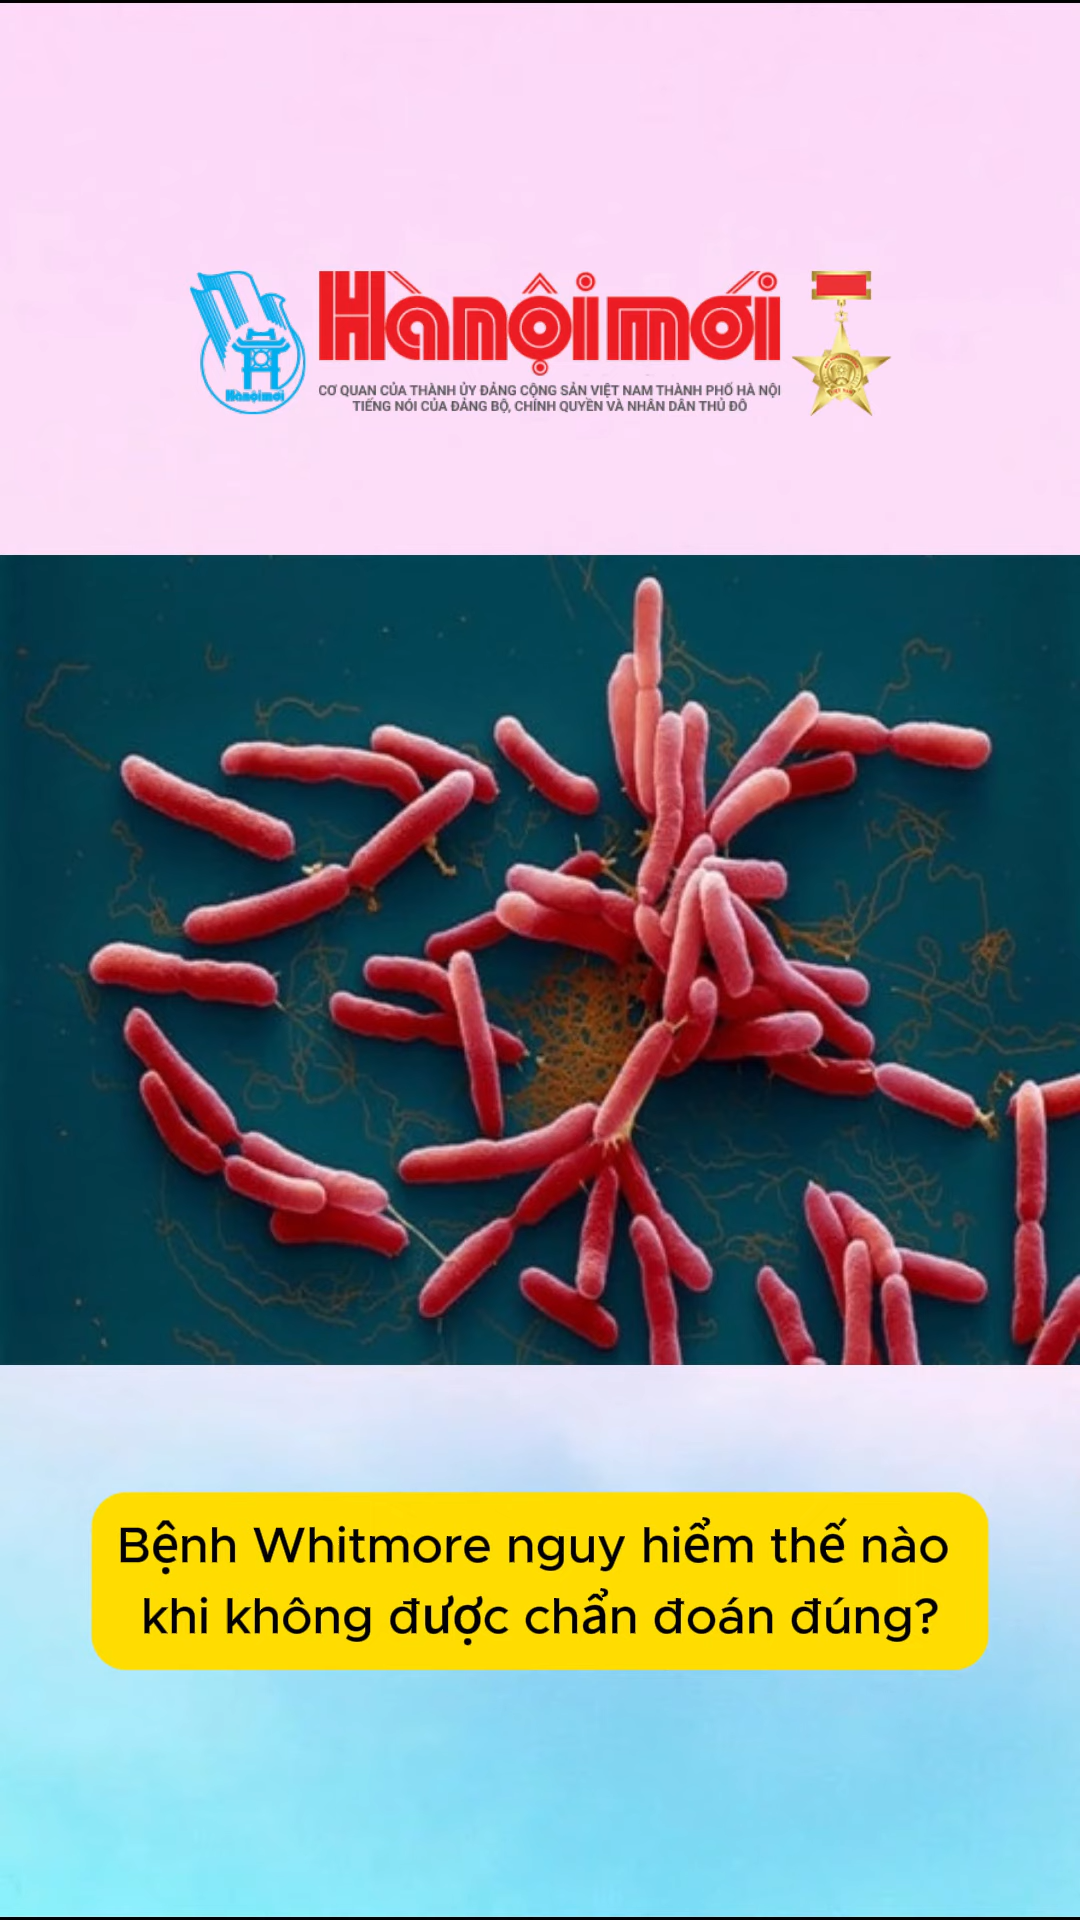 Hànộimới
Hànộimới
CƠ QUAN CỦA THÀNH ỦY ĐẢNG CỘNG SẢN VIỆT NAM THÀNH PHỐ HÀ NỘI
TIẾNG NÓI CỦA ĐẢNG BỘ, CHÍNH QUYỀN VÀ NHÂN DÂN THỦ ĐÔ
Bệnh Whitmore nguy hiểm thế nào
khi không được chẩn đoán đúng?